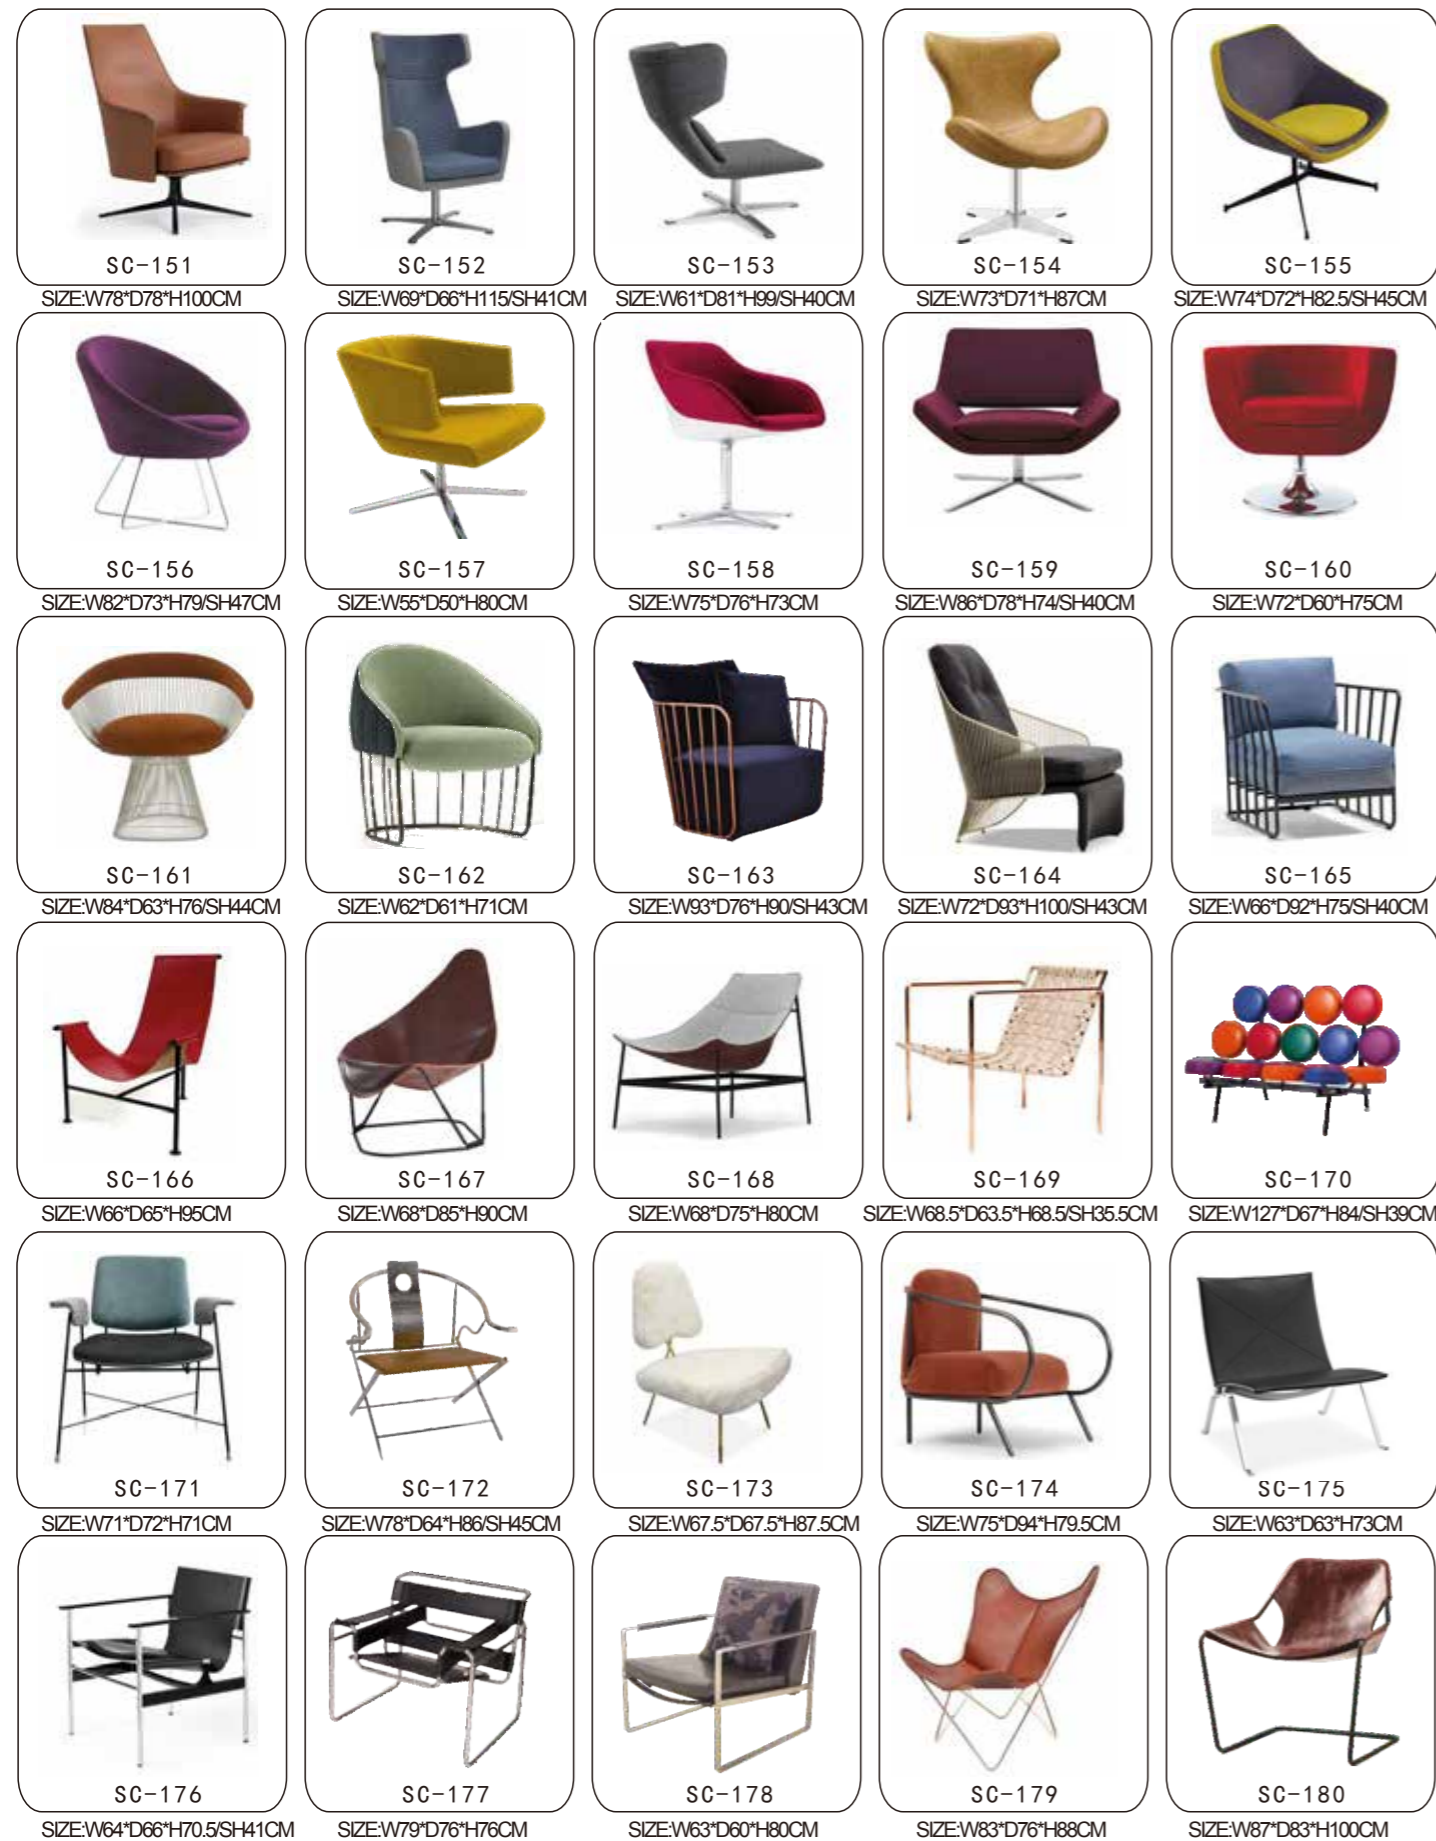 SC-151
SC-152
SC-153
SC-154
SC-155
SIZE:W78*D78*H100CM
SIZE:W69*D66*H115/SH41CM
SIZE:W61*D81*H99/SH40CM
SIZE:W73*D71*H87CM
SIZE:W74*D72*H82.5/SH45CM
SC-156
SC-157
SC-158
SC-159
SC-160
SIZE:W82*D73*H79/SH47CM
SIZE:W55*D50*H80CM
SIZE:W75*D76*H73CM
SIZE:W86*D78*H74/SH40CM
SIZE:W72*D60*H75CM
SC-161
SC-162
SC-163
SC-164
SC-165
SIZE:W84*D63*H76/SH44CM
SIZE:W62*D61*H71CM
SIZE:W93*D76*H90/SH43CM
SIZE:W72*D93*H100/SH43CM
SIZE:W66*D92*H75/SH40CM
SC-166
SC-167
SC-168
SC-169
SC-170
SIZE:W66*D65*H95CM
SIZE:W68*D85*H90CM
SIZE:W68*D75*H80CM
SIZE:W68.5*D63.5*H68.5/SH35.5CM
SIZE:W127*D67*H84/SH39CM
SC-171
SC-172
SC-173
SC-174
SC-175
SIZE:W71*D72*H71CM
SIZE:W78*D64*H86/SH45CM
SIZE:W67.5*D67.5*H87.5CM
SIZE:W75*D94*H79.5CM
SIZE:W63*D63*H73CM
SC-176
SC-177
SC-178
SC-179
SC-180
SIZE:W64*D66*H70.5/SH41CM
SIZE:W79*D76*H76CM
SIZE:W63*D60*H80CM
SIZE:W83*D76*H88CM
SIZE:W87*D83*H100CM